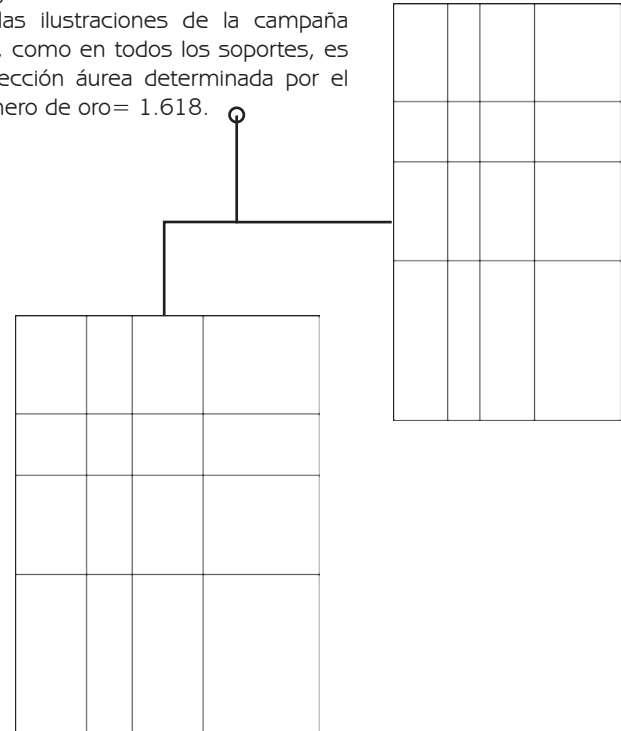 las ilustraciones de la campaña
, como en todos los soportes, es
ección áurea determinada por el
nero de oro= 1.618.